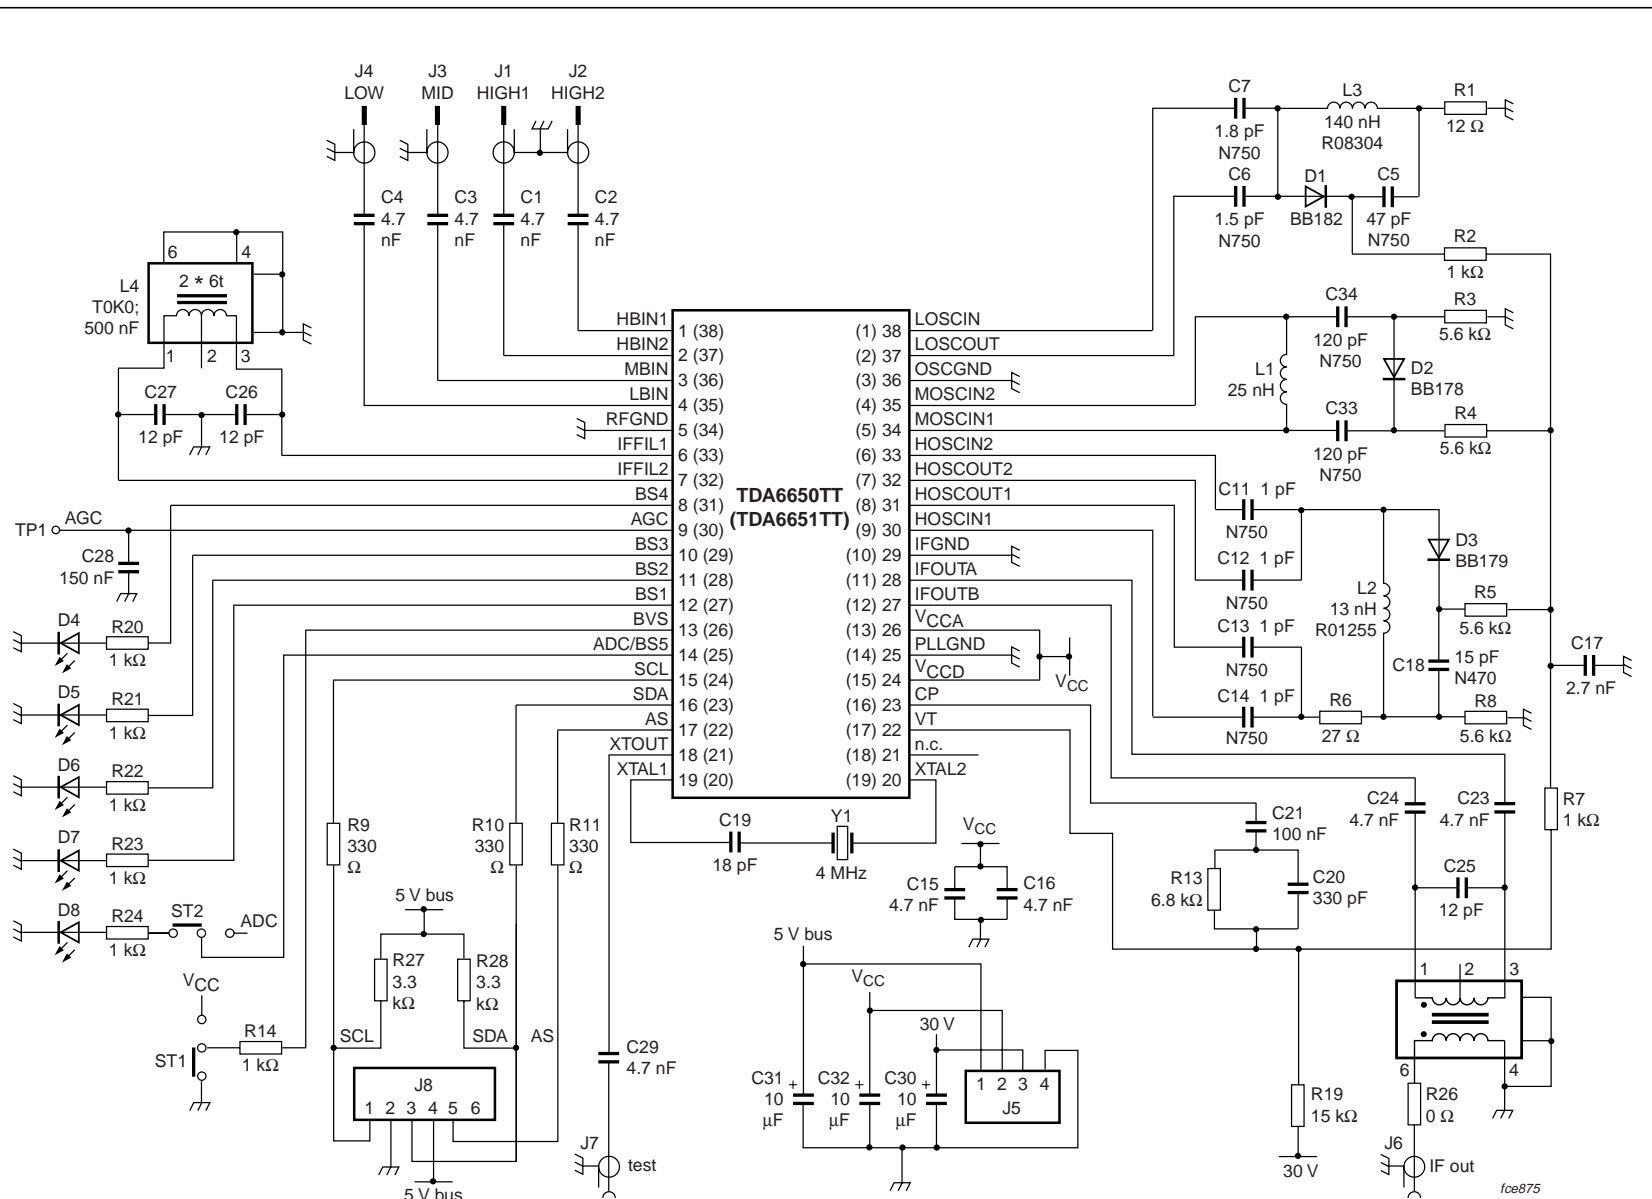 J4
LOW
J3
MID
J1
HIGH1
J2
HIGH2
C4
4.7
nF
C3
4.7
nF
C1
4.7
nF
C2
4.7
nF
C7
1.8 pF
N750
L3
140 nH
R08304
R1
12 Ω
C6
1.5 pF
N750
D1
BB182
C5
47 pF
N750
R2
1 kΩ
6
4
2 * 6t
L4
T0K0;
500 nF
1
2
3
C27
12 pF
C26
12 pF
C34
120 pF
N750
R3
5.6 kΩ
L1
25 nH
D2
BB178
C33
120 pF
N750
R4
5.6 kΩ
TDA6650TT
(TDA6651TT)
HBIN1 1 (38)
HBIN2 2 (37)
MBIN 3 (36)
LBIN 4 (35)
RFGND 5 (34)
IFFIL1 6 (33)
IFFIL2 7 (32)
BS4 8 (31)
AGC 9 (30)
BS3 10 (29)
BS2 11 (28)
BS1 12 (27)
BVS 13 (26)
ADC/BS5 14 (25)
SCL 15 (24)
SDA 16 (23)
AS 17 (22)
XTOUT 18 (21)
XTAL1 19 (20)
(1) 38 LOSCIN
(2) 37 LOSCOUT
(3) 36 OSCGND
(4) 35 MOSCIN2
(5) 34 MOSCIN1
(6) 33 HOSCIN2
(7) 32 HOSCOUT2
(8) 31 HOSCOUT1
(9) 30 HOSCIN1
(10) 29 IFGND
(11) 28 IFOUTA
(12) 27 IFOUTB
(13) 26 VCCA
(14) 25 PLLGND
(15) 24 VCCD
(16) 23 CP
(17) 22 VT
(18) 21 n.c.
(19) 20 XTAL2
VCC
TP1
AGC
C28
150 nF
D4
R20
1 kΩ
D5
R21
1 kΩ
D6
R22
1 kΩ
D7
R23
1 kΩ
D8
R24
1 kΩ
ST2
ADC
VCC
ST1
R14
1 kΩ
C11 1 pF
N750
C12 1 pF
N750
C13 1 pF
N750
C14 1 pF
N750
D3
BB179
L2
13 nH
R01255
R5
5.6 kΩ
C18
15 pF
N470
R6
27 Ω
R8
5.6 kΩ
C17
2.7 nF
R9
330
Ω
R10
330
Ω
R11
330
Ω
5 V bus
R27
3.3
kΩ
R28
3.3
kΩ
SCL
SDA
AS
J8
1 2 3 4 5 6
5 V bus
C19
18 pF
Y1
4 MHz
VCC
C15
4.7 nF
C16
4.7 nF
C29
4.7 nF
J7
test
5 V bus
VCC
30 V
C31
10
µF
+
C32
10
µF
+
C30
10
µF
+
1 2 3 4
J5
C21
100 nF
R13
6.8 kΩ
C20
330 pF
C24
4.7 nF
C23
4.7 nF
R7
1 kΩ
C25
12 pF
1
2
3
6
4
R19
15 kΩ
30 V
R26
0 Ω
J6
IF out
fce875